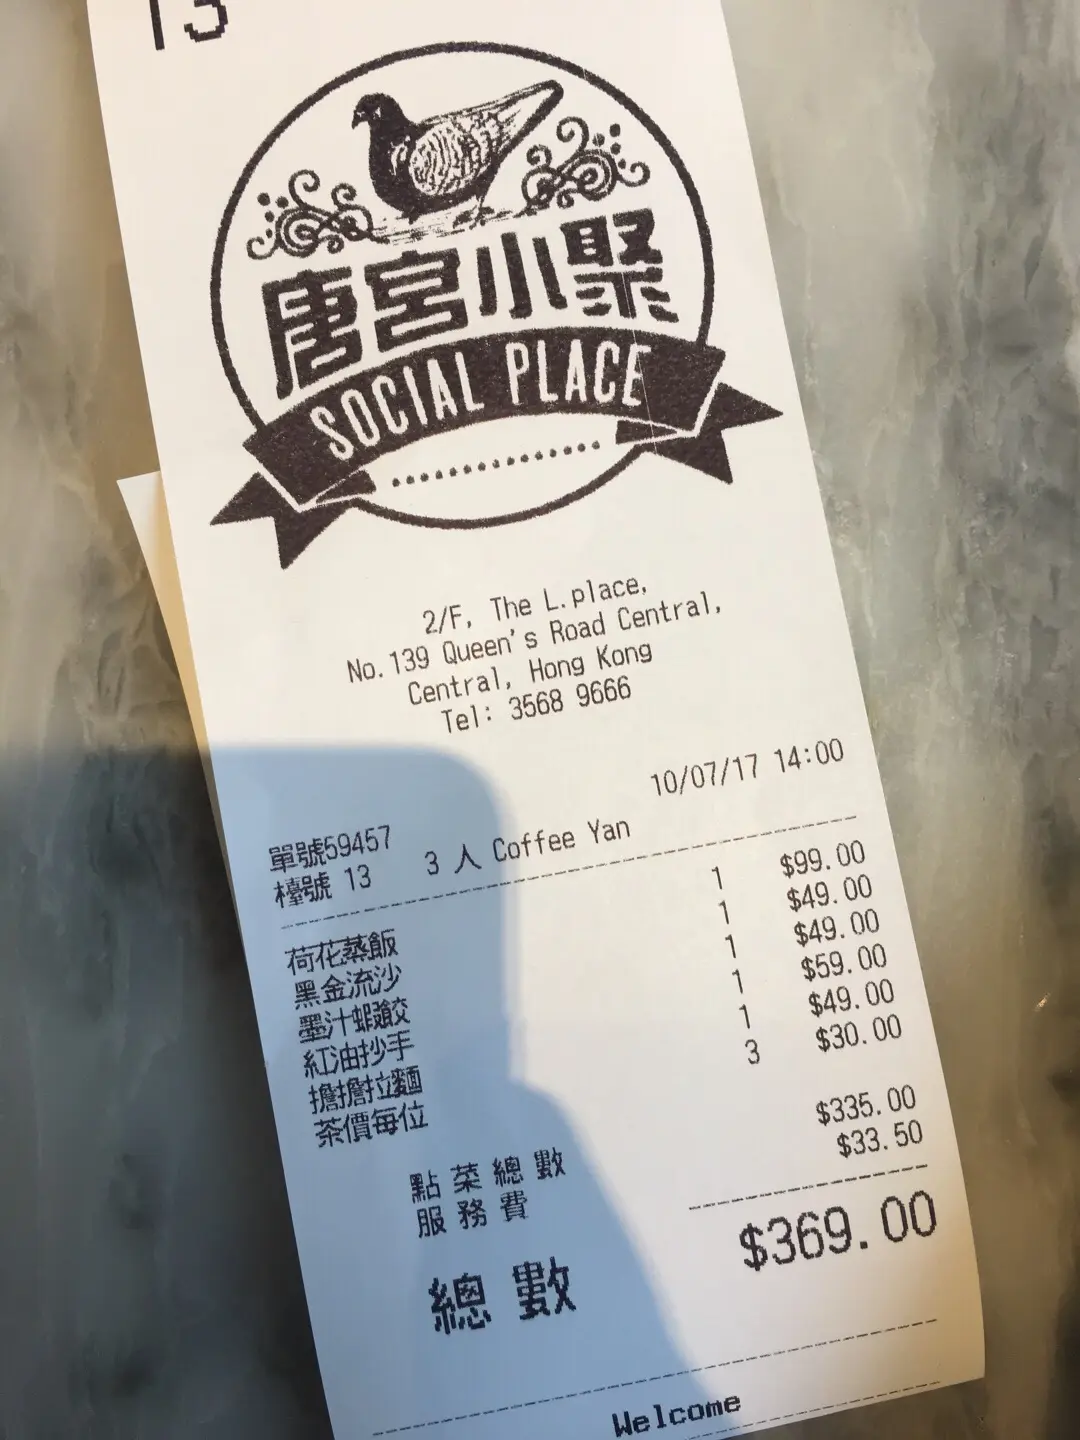 13
唐宮小聚
SOCIAL PLACE
2/F, The L.place,
No.139 Queen's Road Central,
Central, Hong Kong
Tel: 3568 9666
10/07/17 14:00
單號59457
檯號 13 3 人 Coffee Yan
荷花蒸飯 1 $99.00
黑金流沙 1 $49.00
墨汁蝦餃 1 $49.00
紅油抄手 1 $59.00
擔擔拉麵 1 $49.00
茶價每位 3 $30.00
點菜總數 $335.00
服務費 $33.50
總數 $369.00
Welcome